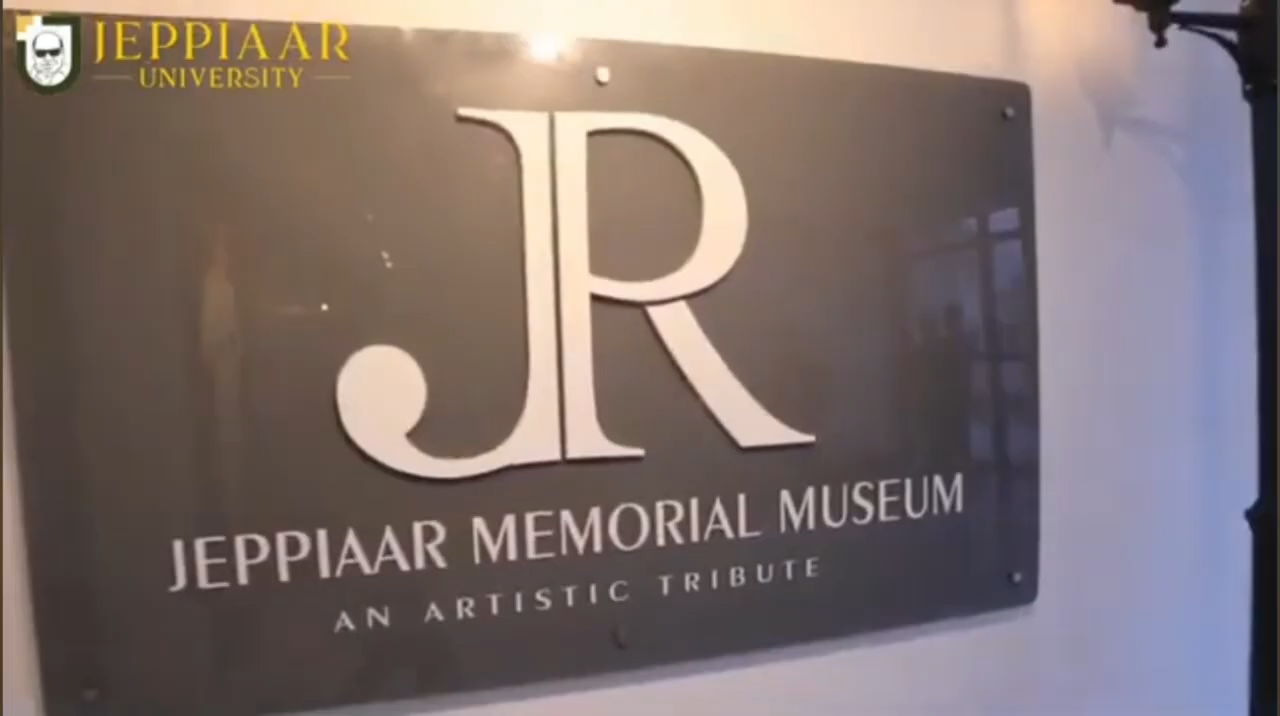 JEPPIAAR
UNIVERSITY
JR
JEPPIAAR MEMORIAL MUSEUM
AN ARTISTIC TRIBUTE